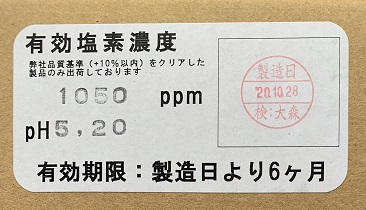 有効塩素濃度
弊社品質基準（+10%以内）をクリアした
製品のみ出荷しております
1050 ppm
pH5,20
製造日
'20.10.28
検:大森
有効期限：製造日より6ヶ月